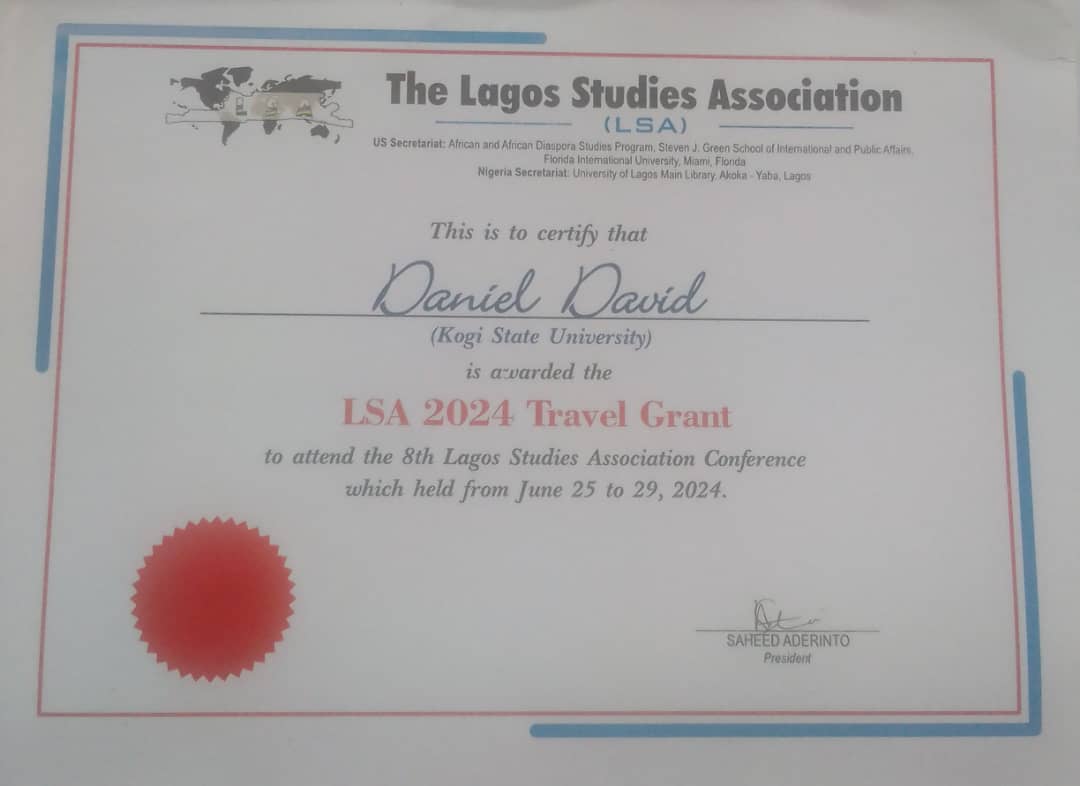 The Lagos Studies Association
(LSA)
US Secretariat: African and African Diaspora Studies Program, Steven J. Green School of International and Public Affairs,
Florida International University, Miami, Florida
Nigeria Secretariat: University of Lagos Main Library, Akoka - Yaba, Lagos
LSA
This is to certify that
Daniel David
(Kogi State University)
is awarded the
LSA 2024 Travel Grant
to attend the 8th Lagos Studies Association Conference
which held from June 25 to 29, 2024.
SAHEED ADERINTO
President